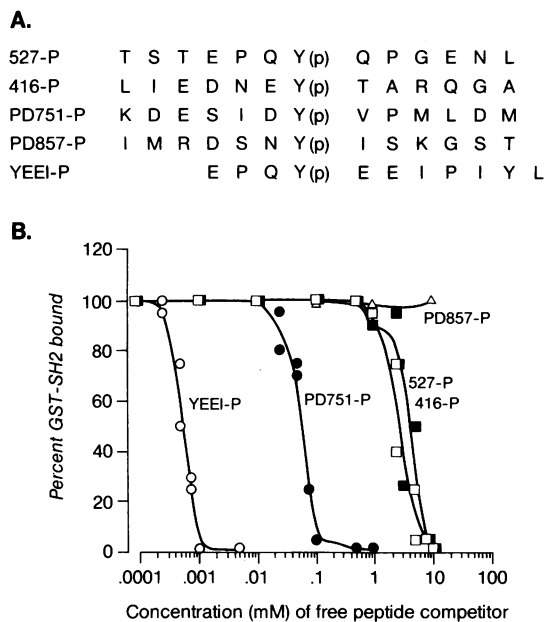 A.
527-P T S T E P Q Y(p) Q P G E N L
416-P L I E D N E Y(p) T A R Q G A
PD751-P K D E S I D Y(p) V P M L D M
PD857-P I M R D S N Y(p) I S K G S T
YEEI-P E P Q Y(p) E E I P I Y L
B.
Percent GST-SH2 bound
120
100
80
60
40
20
0
YEEI-P
PD751-P
PD857-P
527-P
416-P
.0001 .001 .01 .1 1 10 100
Concentration (mM) of free peptide competitor